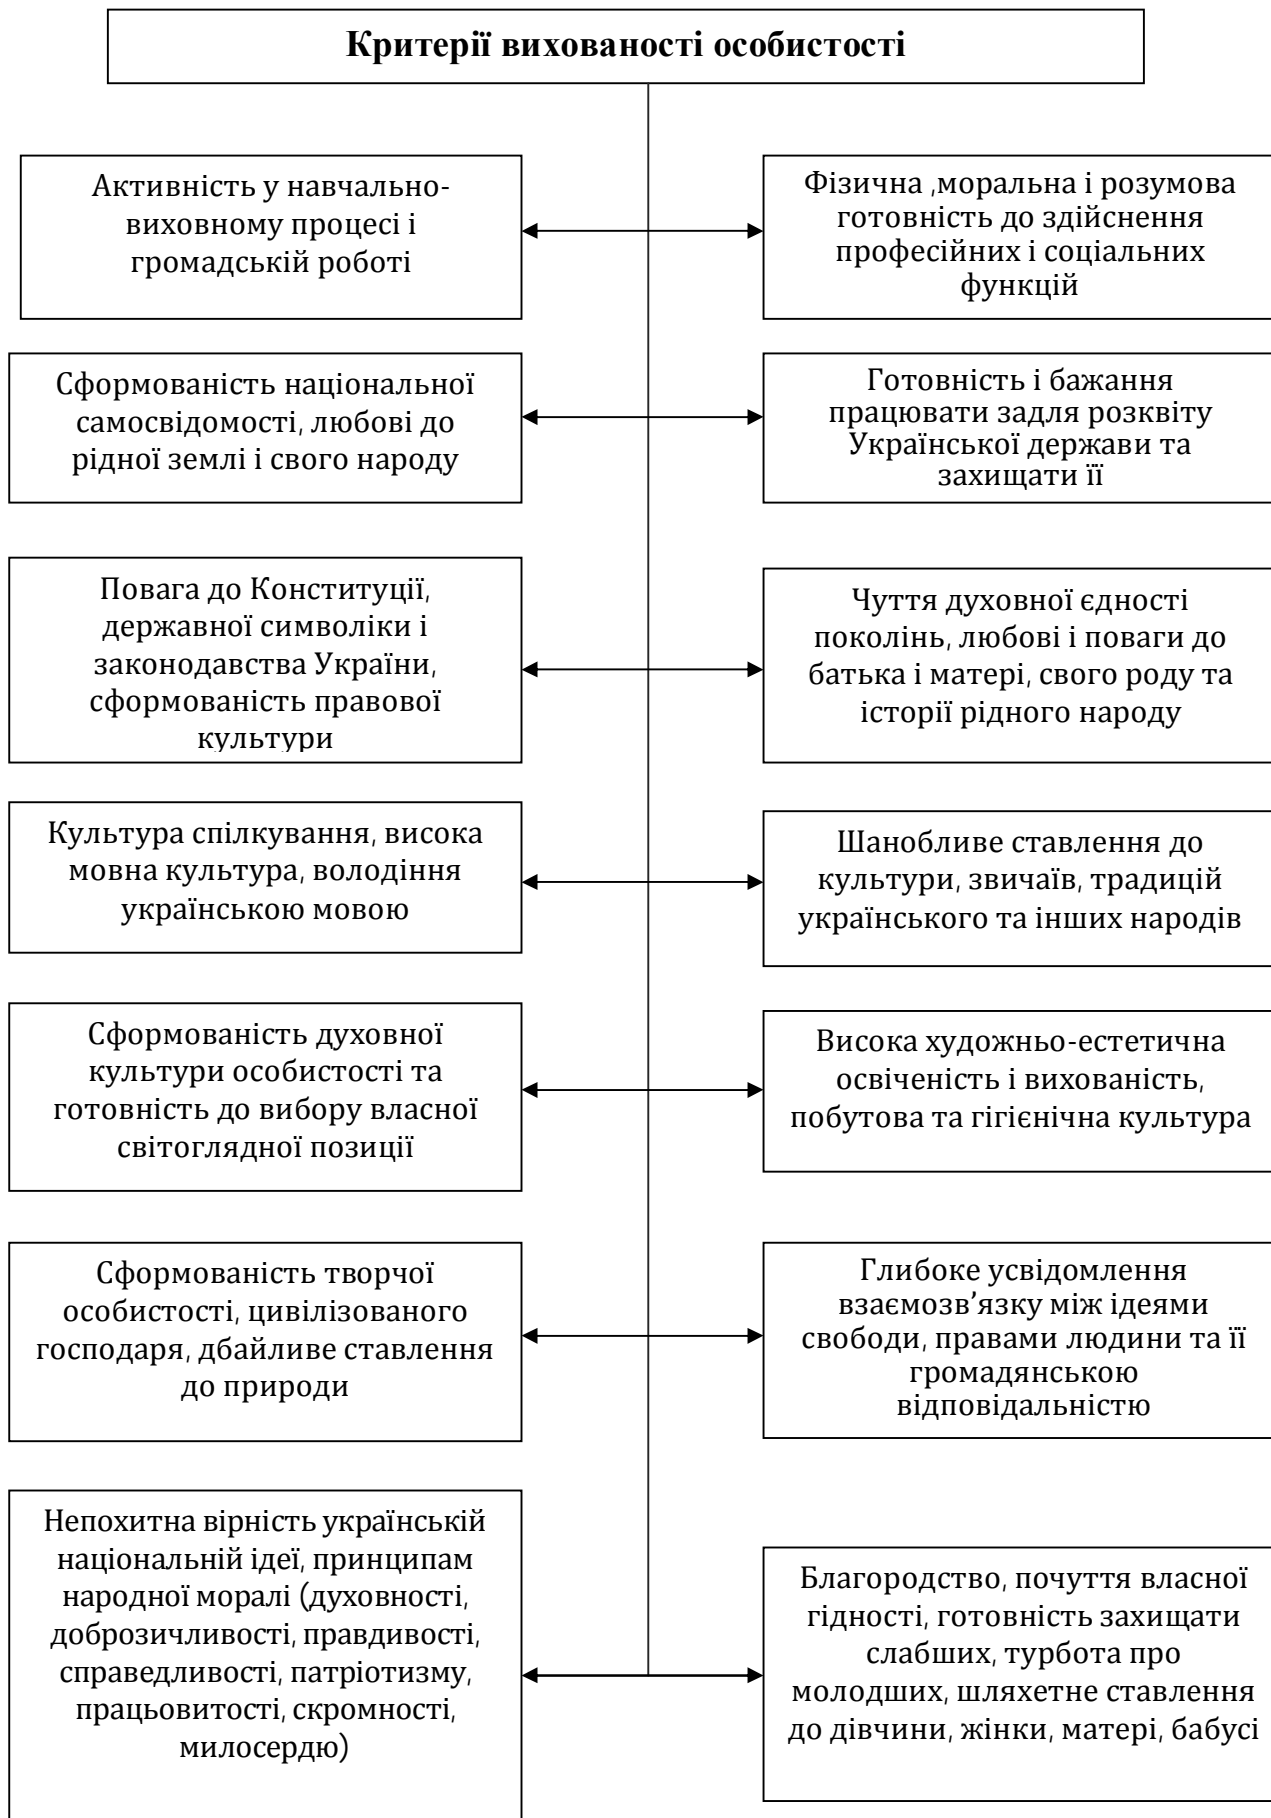 Критерії вихованості особистості
Активність у навчально-
виховному процесі і
громадській роботі
Фізична ,моральна і розумова
готовність до здійснення
професійних і соціальних
функцій
Сформованість національної
самосвідомості, любові до
рідної землі і свого народу
Готовність і бажання
працювати задля розквіту
Української держави та
захищати її
Повага до Конституції,
державної символіки і
законодавства України,
сформованість правової
культури
Чуття духовної єдності
поколінь, любові і поваги до
батька і матері, свого роду та
історії рідного народу
Культура спілкування, висока
мовна культура, володіння
українською мовою
Шанобливе ставлення до
культури, звичаїв, традицій
українського та інших народів
Сформованість духовної
культури особистості та
готовність до вибору власної
світоглядної позиції
Висока художньо-естетична
освіченість і вихованість,
побутова та гігієнічна культура
Сформованість творчої
особистості, цивілізованого
господаря, дбайливе ставлення
до природи
Глибоке усвідомлення
взаємозв’язку між ідеями
свободи, правами людини та її
громадянською
відповідальністю
Непохитна вірність українській
національній ідеї, принципам
народної моралі (духовності,
доброзичливості, правдивості,
справедливості, патріотизму,
працьовитості, скромності,
милосердю)
Благородство, почуття власної
гідності, готовність захищати
слабших, турбота про
молодших, шляхетне ставлення
до дівчини, жінки, матері, бабусі